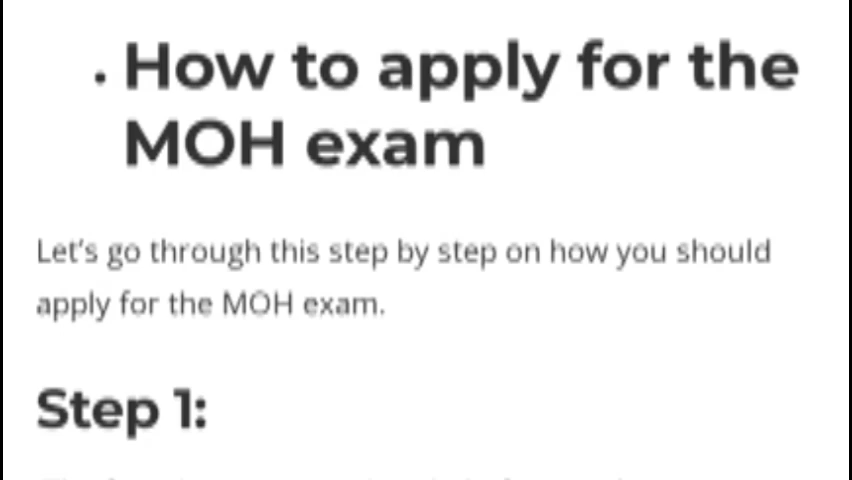 • How to apply for the
MOH exam
Let's go through this step by step on how you should
apply for the MOH exam.
Step 1: